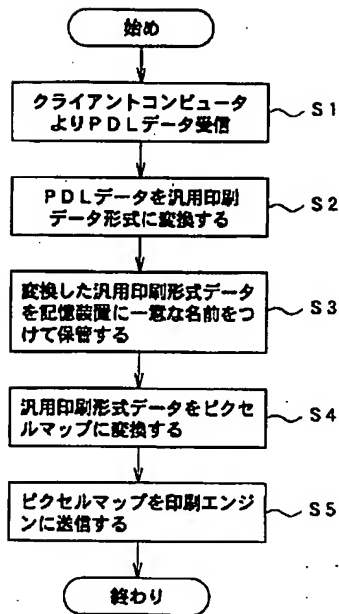 始め
クライアントコンピュータ
よりPDLデータ受信
S1
PDLデータを汎用印刷
データ形式に変換する
S2
変換した汎用印刷形式データ
を記憶装置に一意な名前をつ
けて保管する
S3
汎用印刷形式データをピクセ
ルマップに変換する
S4
ピクセルマップを印刷エンジ
ンに送信する
S5
終わり